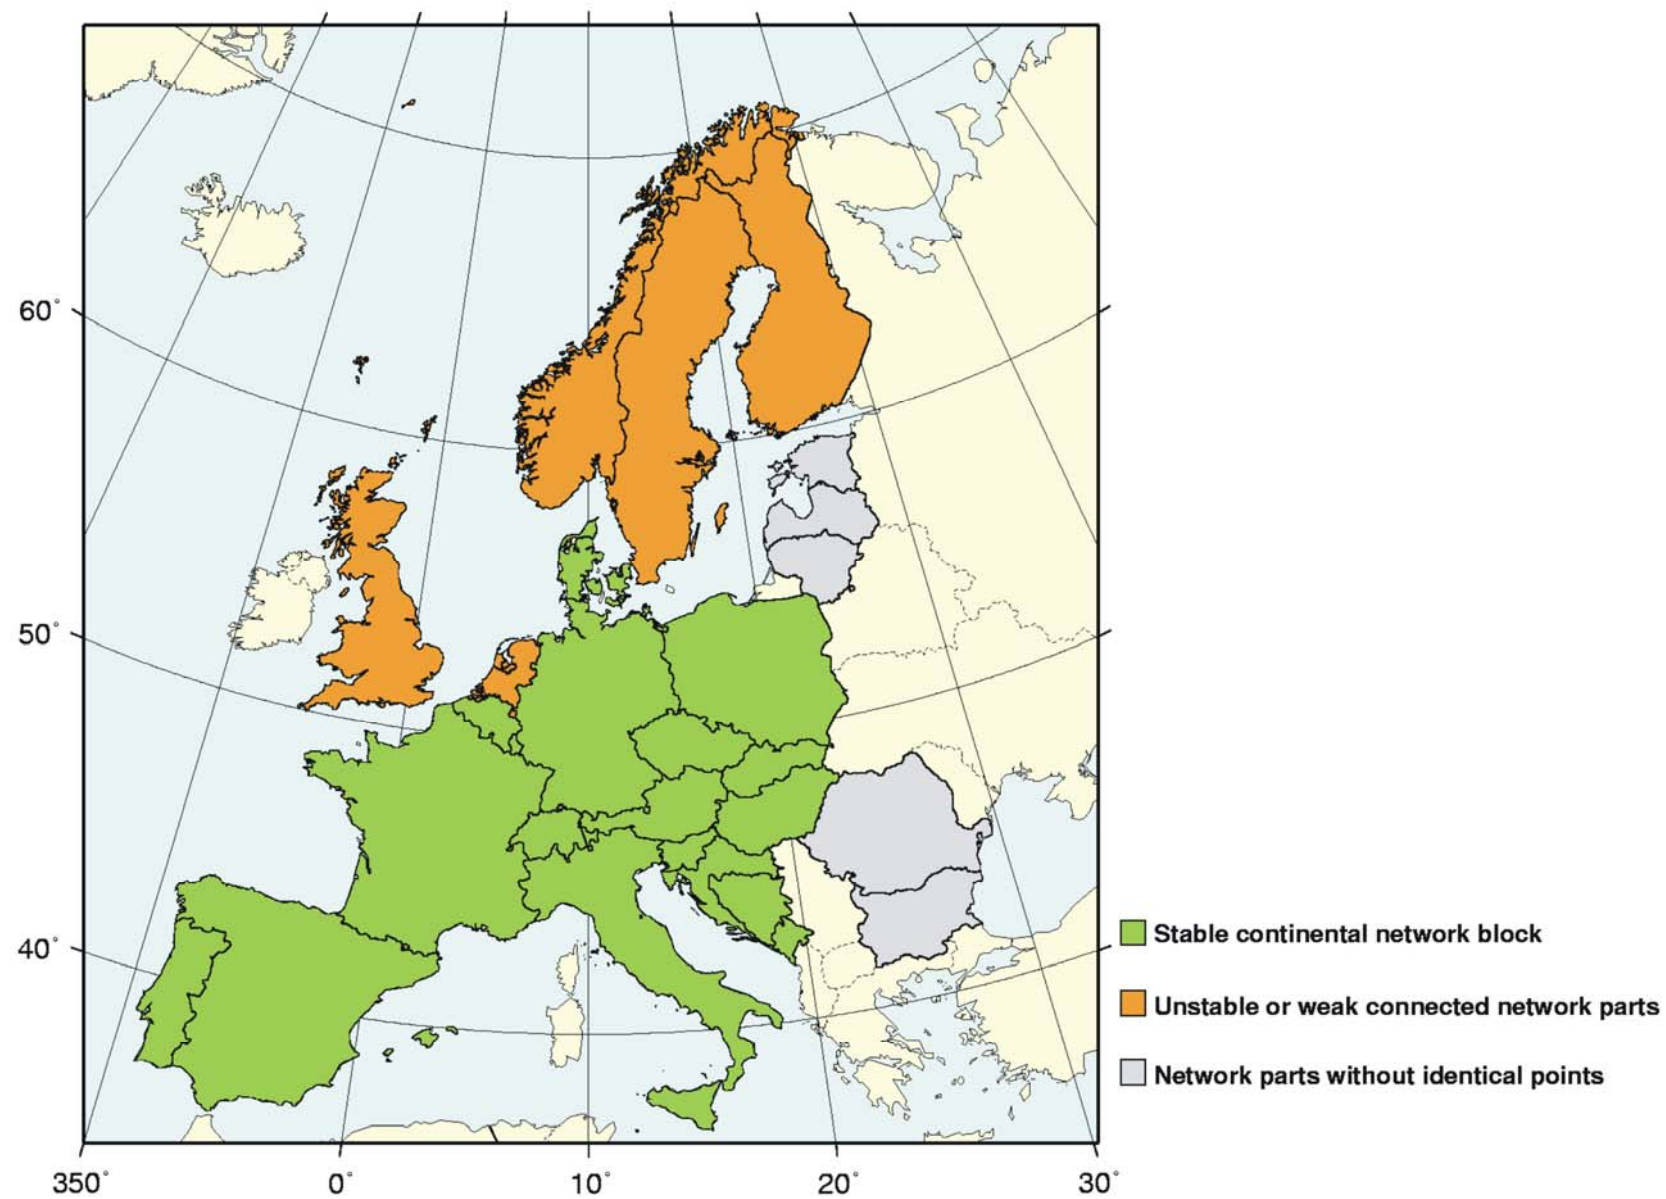 60°
50°
40°
350°
0°
10°
20°
30°
Stable continental network block
Unstable or weak connected network parts
Network parts without identical points